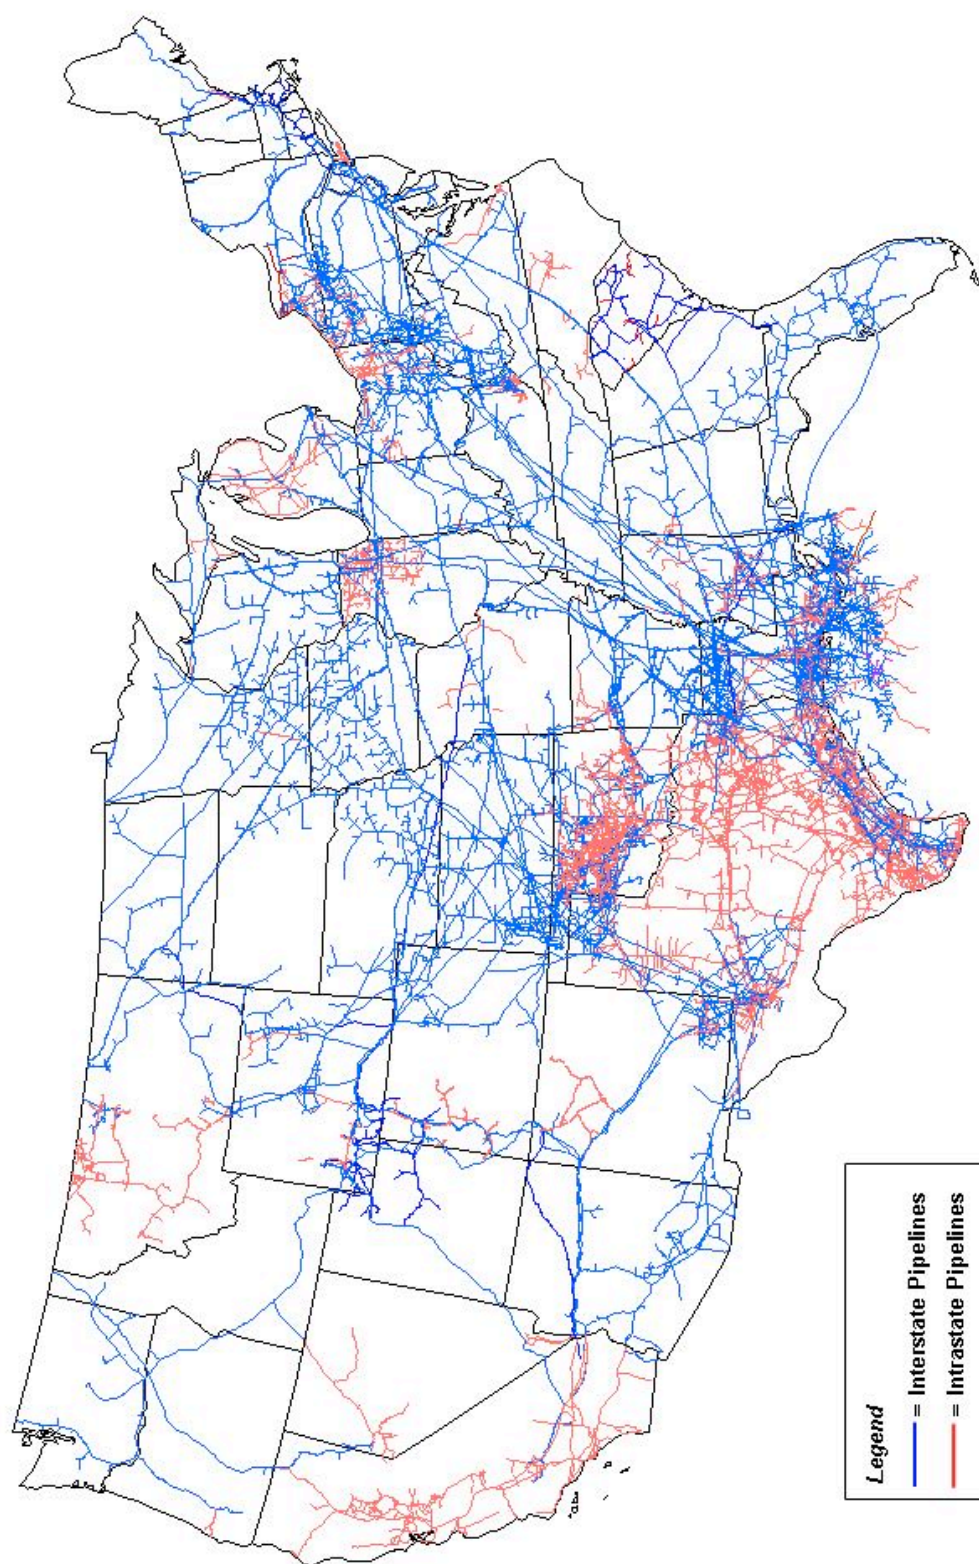 Legend
= Interstate Pipelines
= Intrastate Pipelines